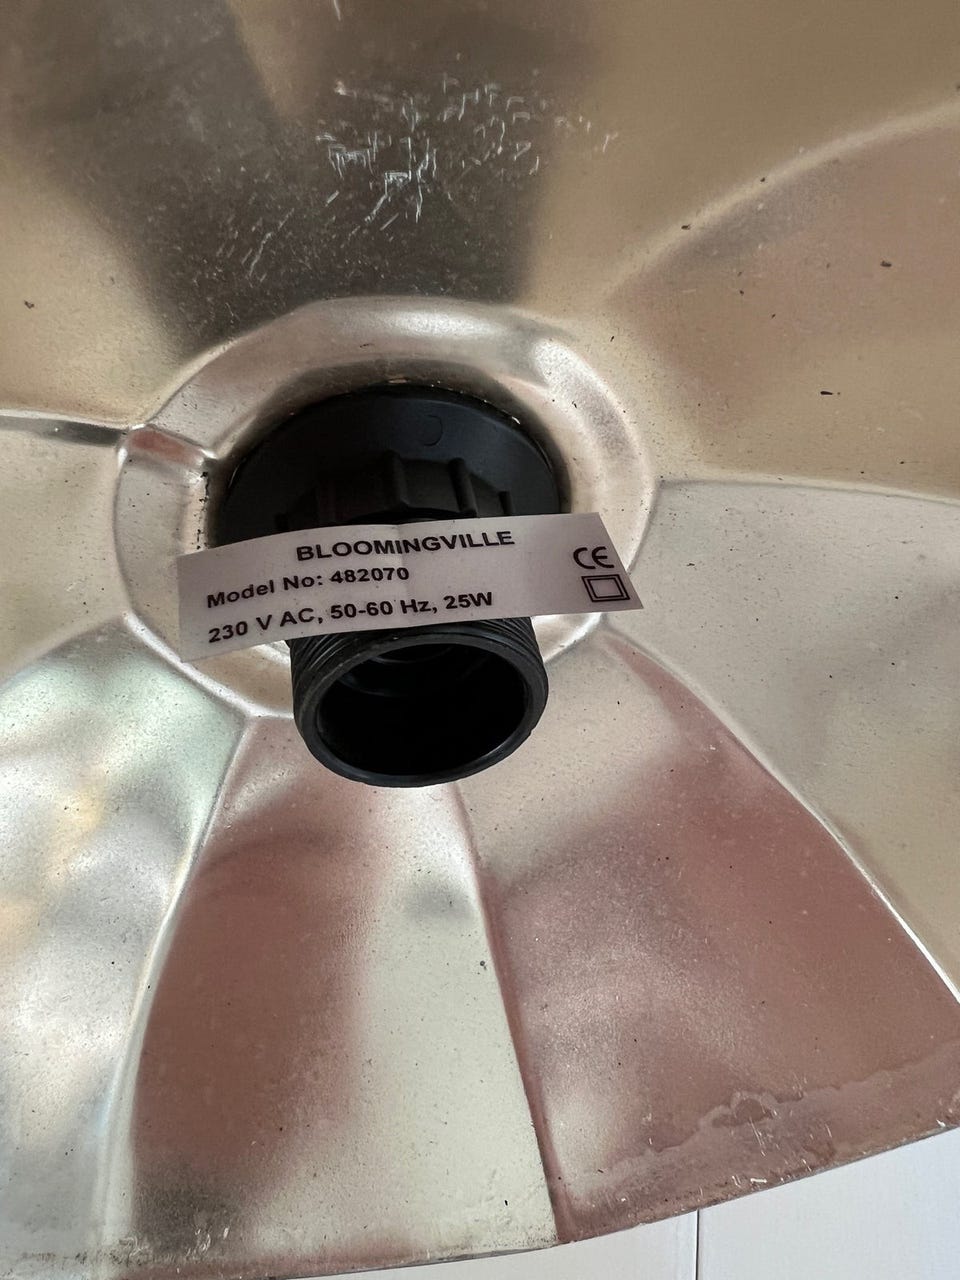 BLOOMINGVILLE
Model No: 482070
230 V AC, 50-60 Hz, 25W
CE